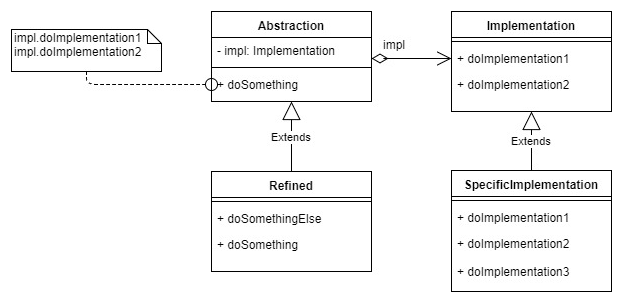 impl.doImplementation1
impl.doImplementation2
Abstraction
- impl: Implementation
+ doSomething
impl
Implementation
+ doImplementation1
+ doImplementation2
Extends
Extends
Refined
+ doSomethingElse
+ doSomething
SpecificImplementation
+ doImplementation1
+ doImplementation2
+ doImplementation3